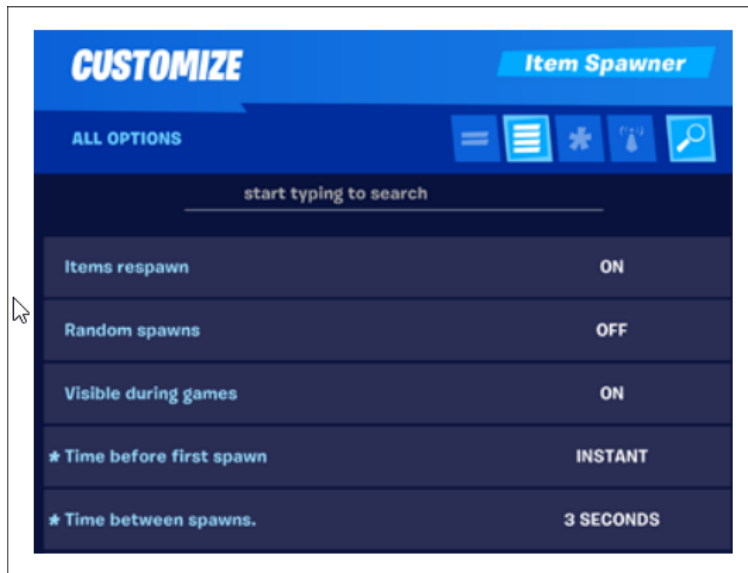 CUSTOMIZE
Item Spawner
ALL OPTIONS
start typing to search
Items respawn ON
Random spawns OFF
Visible during games ON
* Time before first spawn INSTANT
* Time between spawns. 3 SECONDS